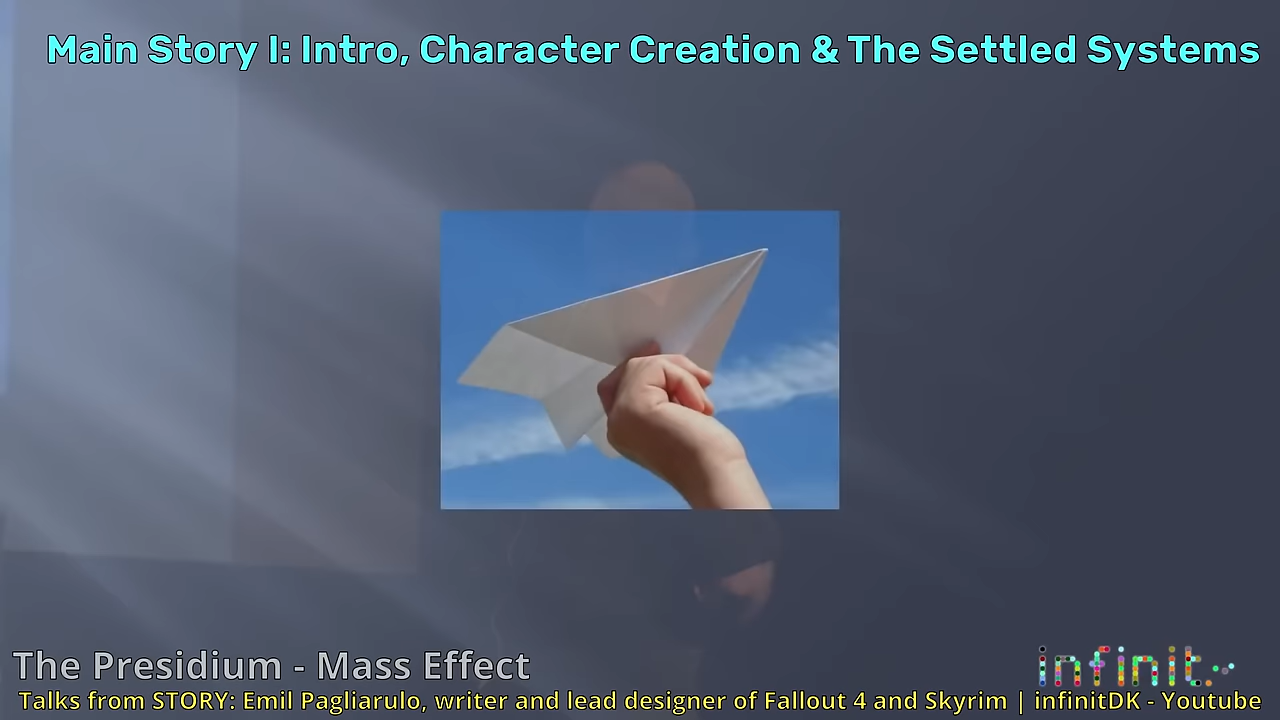 Main Story I: Intro, Character Creation & The Settled Systems
The Presidium - Mass Effect
infinit
Talks from STORY: Emil Pagliarulo, writer and lead designer of Fallout 4 and Skyrim | infinitDK - Youtube